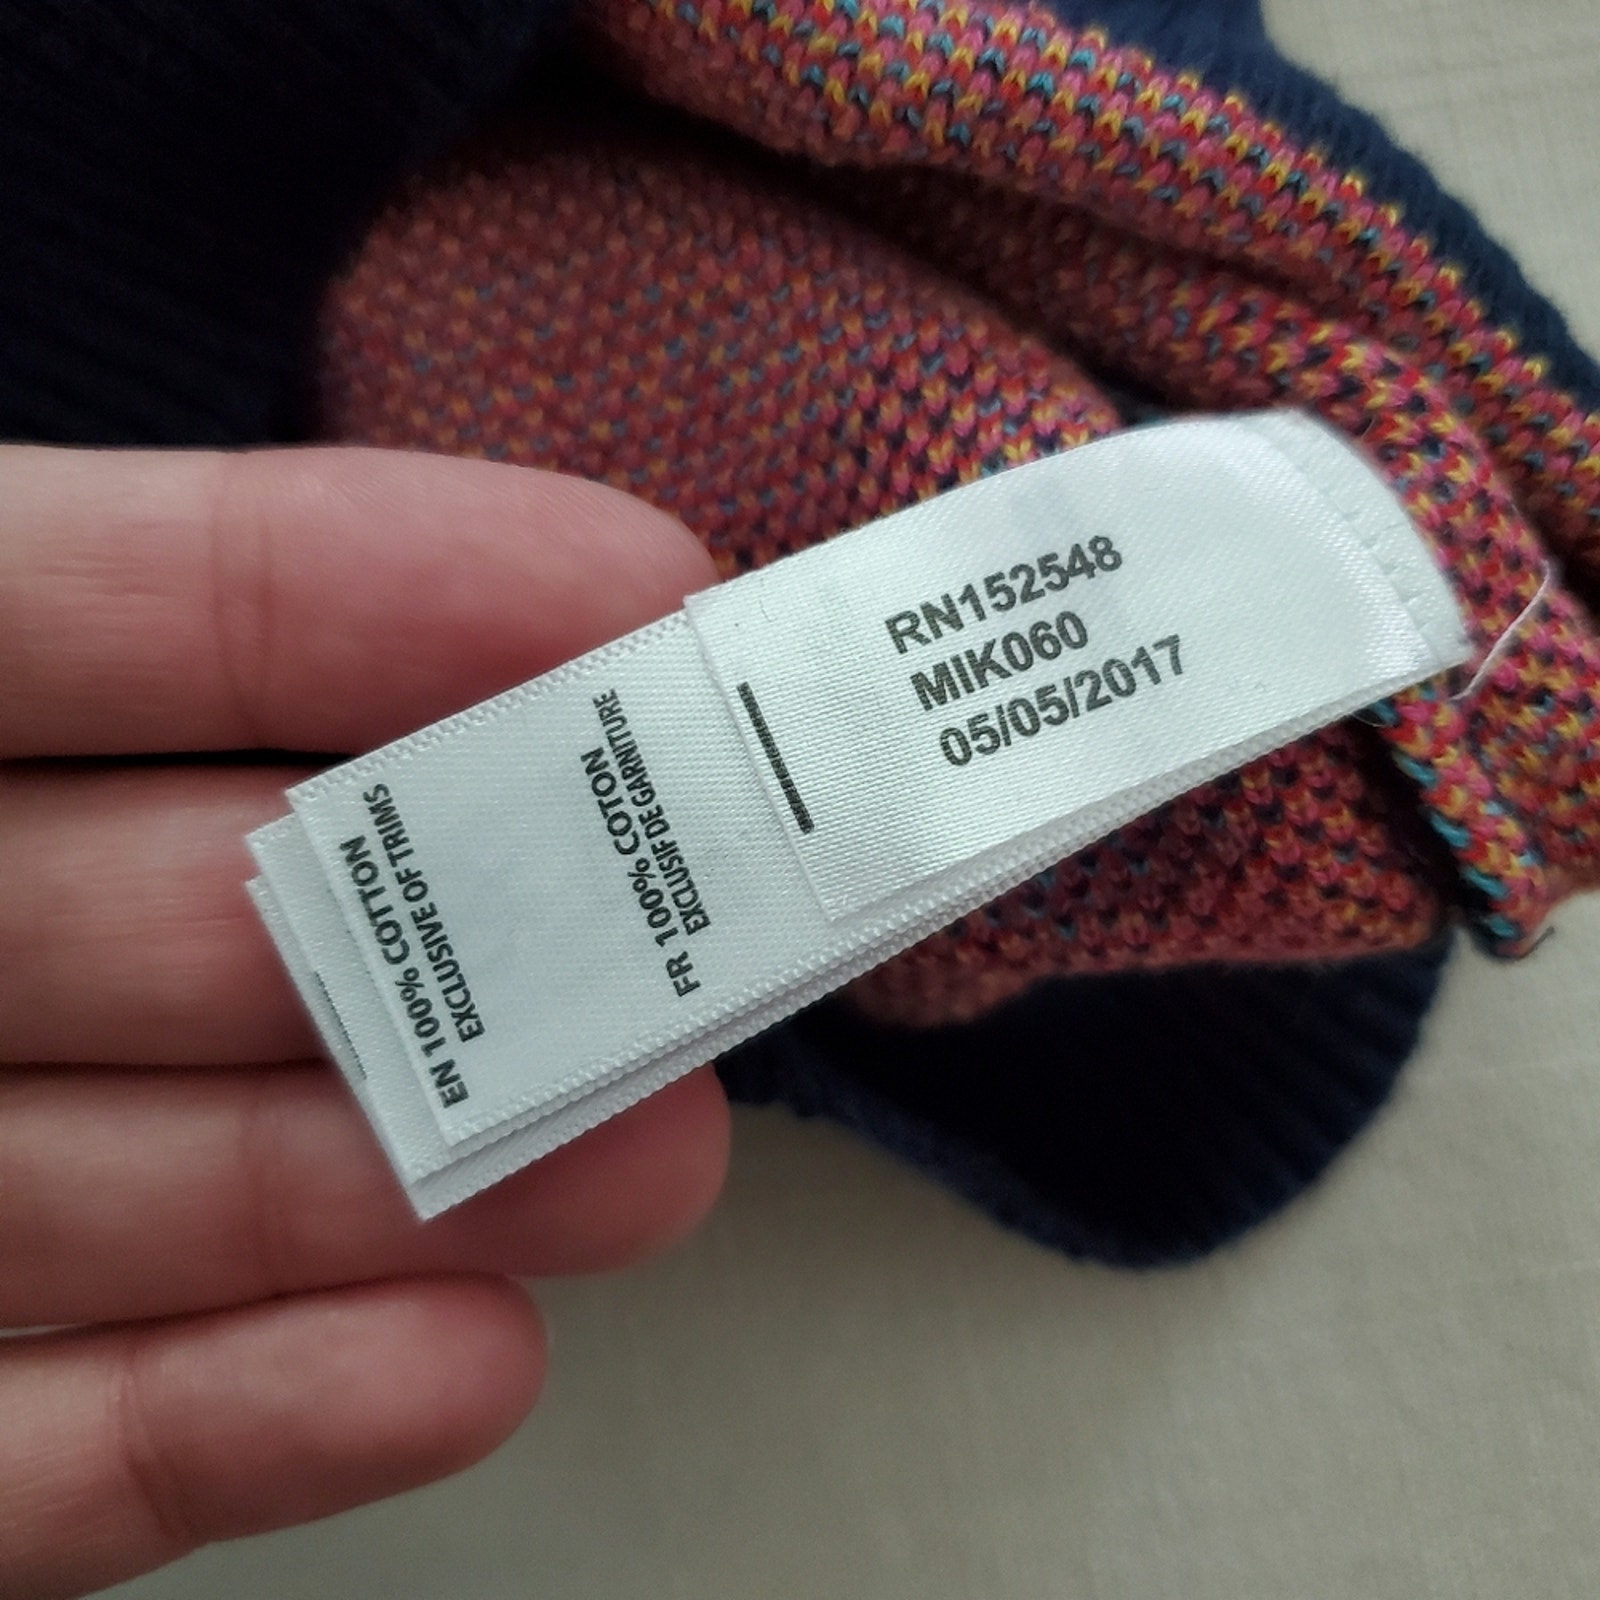 RN152548
MIK060
05/05/2017
EN 100% COTTON
EXCLUSIVE OF TRIMS
FR 100% COTON
EXCLUSIF DE GARNITURE